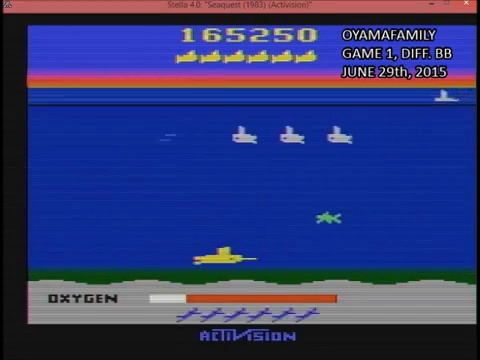 Stella 4.0: "Seaquest (1983) (Activision)"
165250
OYAMAFAMILY
GAME 1, DIFF. BB
JUNE 29th, 2015
OXYGEN
ACTIVISION